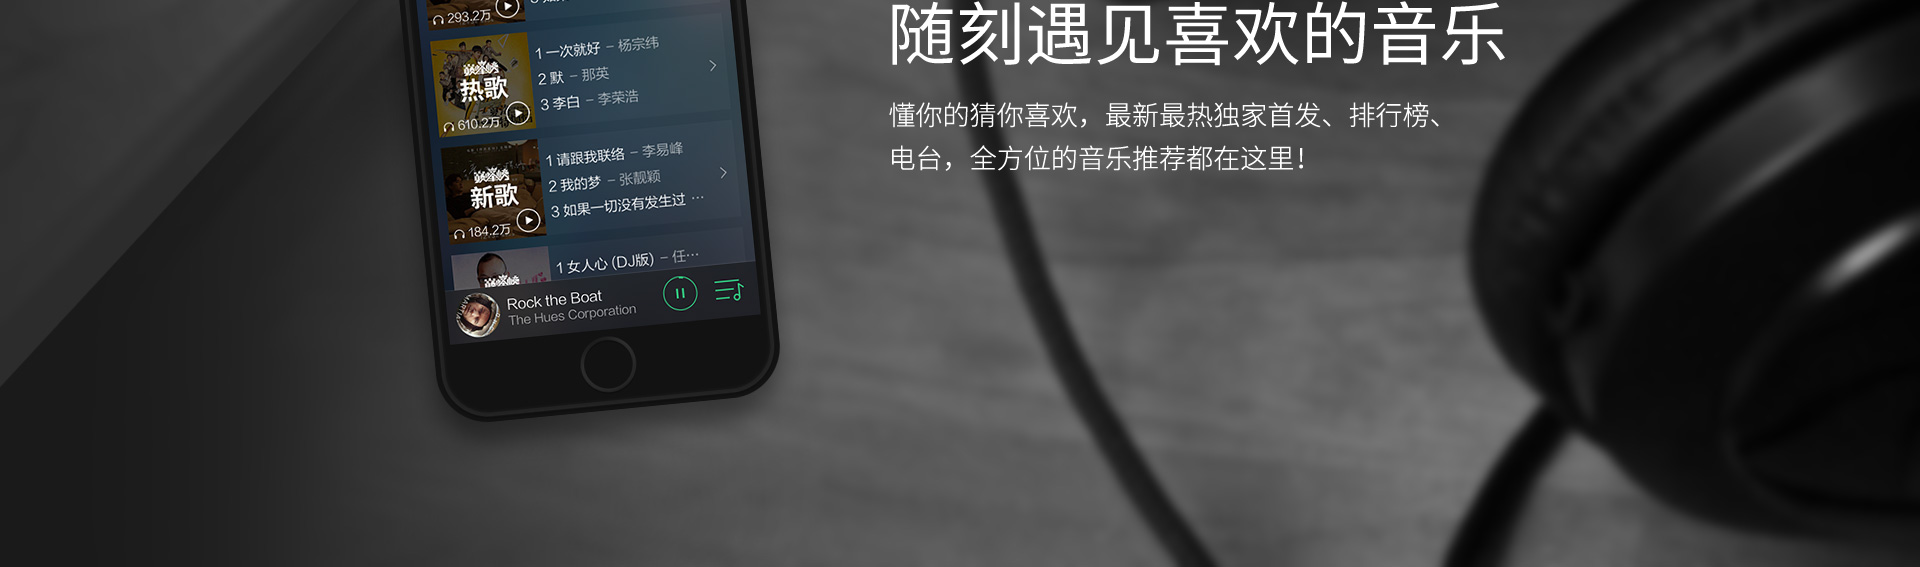 293.2万
热歌
610.2万
1 一次就好 – 杨宗纬
2 默 – 那英
3 李白 – 李荣浩
新歌
184.2万
1 请跟我联络 – 李易峰
2 我的梦 – 张靓颖
3 如果一切没有发生过 …
1 女人心 (DJ版) – 任…
Rock the Boat
The Hues Corporation
随刻遇见喜欢的音乐
懂你的猜你喜欢，最新最热独家首发、排行榜、
电台，全方位的音乐推荐都在这里！